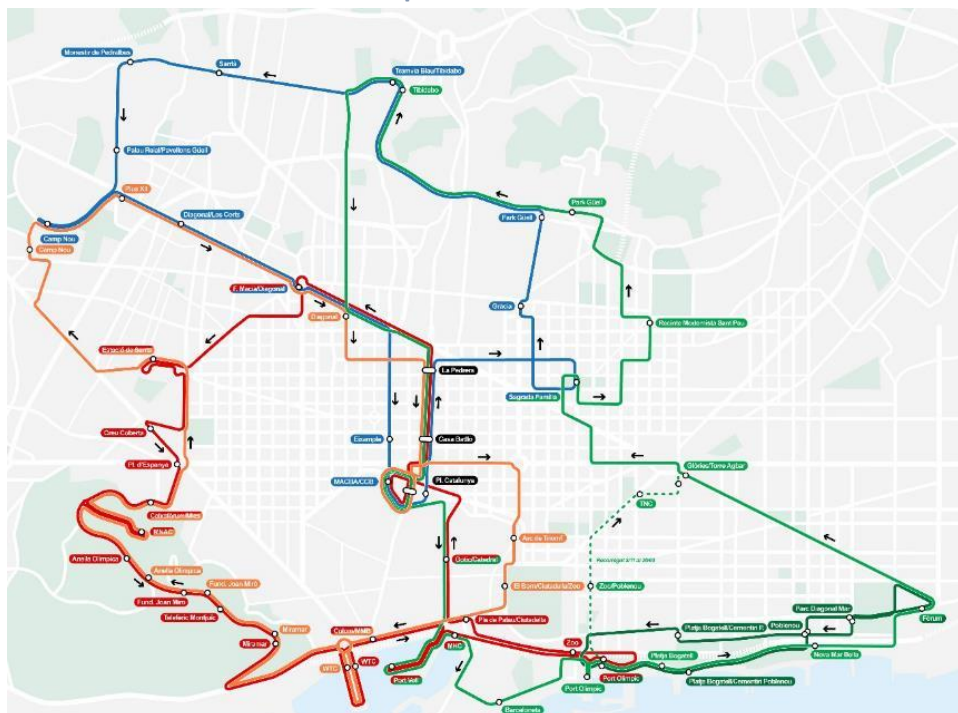 Monestir de Pedralbes
Sarrià
Tramvia Blau/Tibidabo
Tibidabo
Palau Reial/Pavellons Güell
Pius XII
Park Güell
Park Güell
Diagonal/Les Corts
Camp Nou
Camp Nou
F. Macià/Diagonal
Gràcia
Diagonal
Recinte Modernista Sant Pau
Estació de Sants
La Pedrera
Sagrada Família
Creu Coberta
Eixample
Casa Batlló
Pl. d'Espanya
Glòries/Torre Agbar
MACBA/CCCB
Pl. Catalunya
TNC
CaixaFòrum/Mies
MNAC
Arc de Triomf
Anella Olímpica
Gòtic/Catedral
Anella Olímpica
Fund. Joan Miró
El Born/Ciutadella/Zoo
Zoo/Poblenou
Fund. Joan Miró
Telefèric Montjuïc
Parc Diagonal Mar
Fòrum
Pla de Palau/Ciutadella
Miramar
Colom/MMB
Platja Bogatell/Cementiri P.
Poblenou
Miramar
MHC
Zoo
Nova Mar Bella
WTC
WTC
Port Vell
Platja Bogatell
Port Olímpic
Port Olímpic
Platja Bogatell/Cementiri Poblenou
Barceloneta